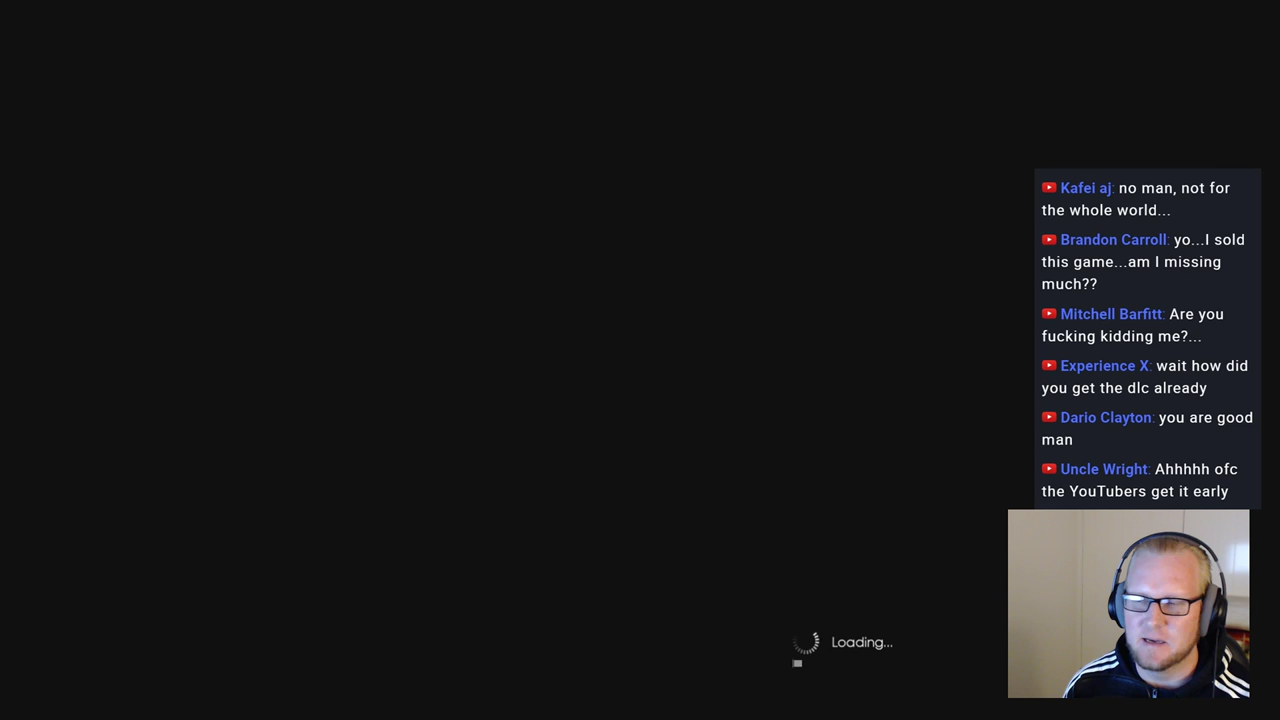 Kafei aj: no man, not for
the whole world...
Brandon Carroll: yo...I sold
this game...am I missing
much??
Mitchell Barfitt: Are you
fucking kidding me?...
Experience X: wait how did
you get the dlc already
Dario Clayton: you are good
man
Uncle Wright: Ahhhhh ofc
the YouTubers get it early
Loading...